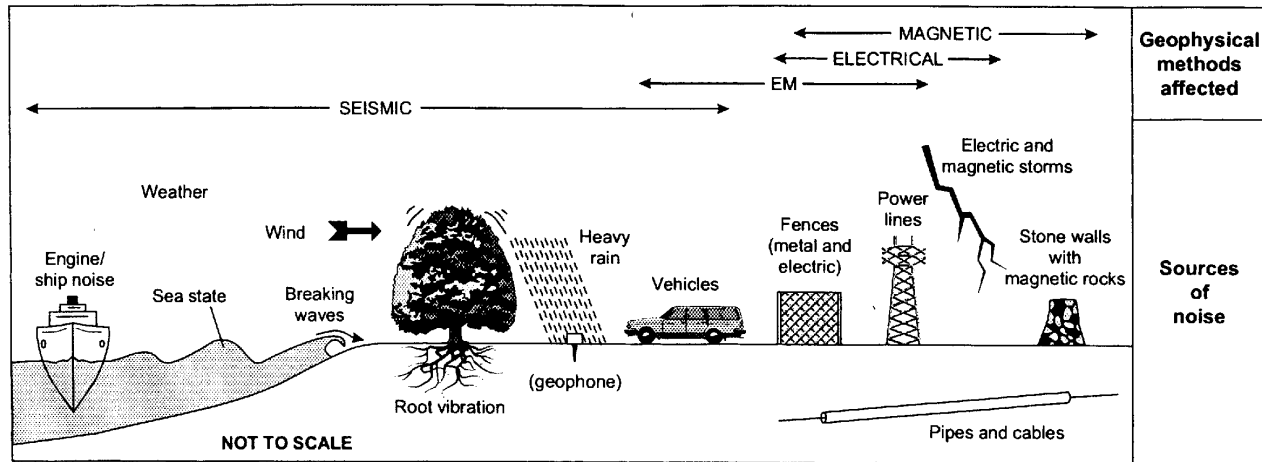 MAGNETIC
ELECTRICAL
EM
SEISMIC
Geophysical
methods
affected
Weather
Wind
Engine/
ship noise
Sea state
Breaking
waves
Heavy
rain
Vehicles
Fences
(metal and
electric)
Power
lines
Electric and
magnetic storms
Stone walls
with
magnetic rocks
Sources
of
noise
(geophone)
Root vibration
NOT TO SCALE
Pipes and cables